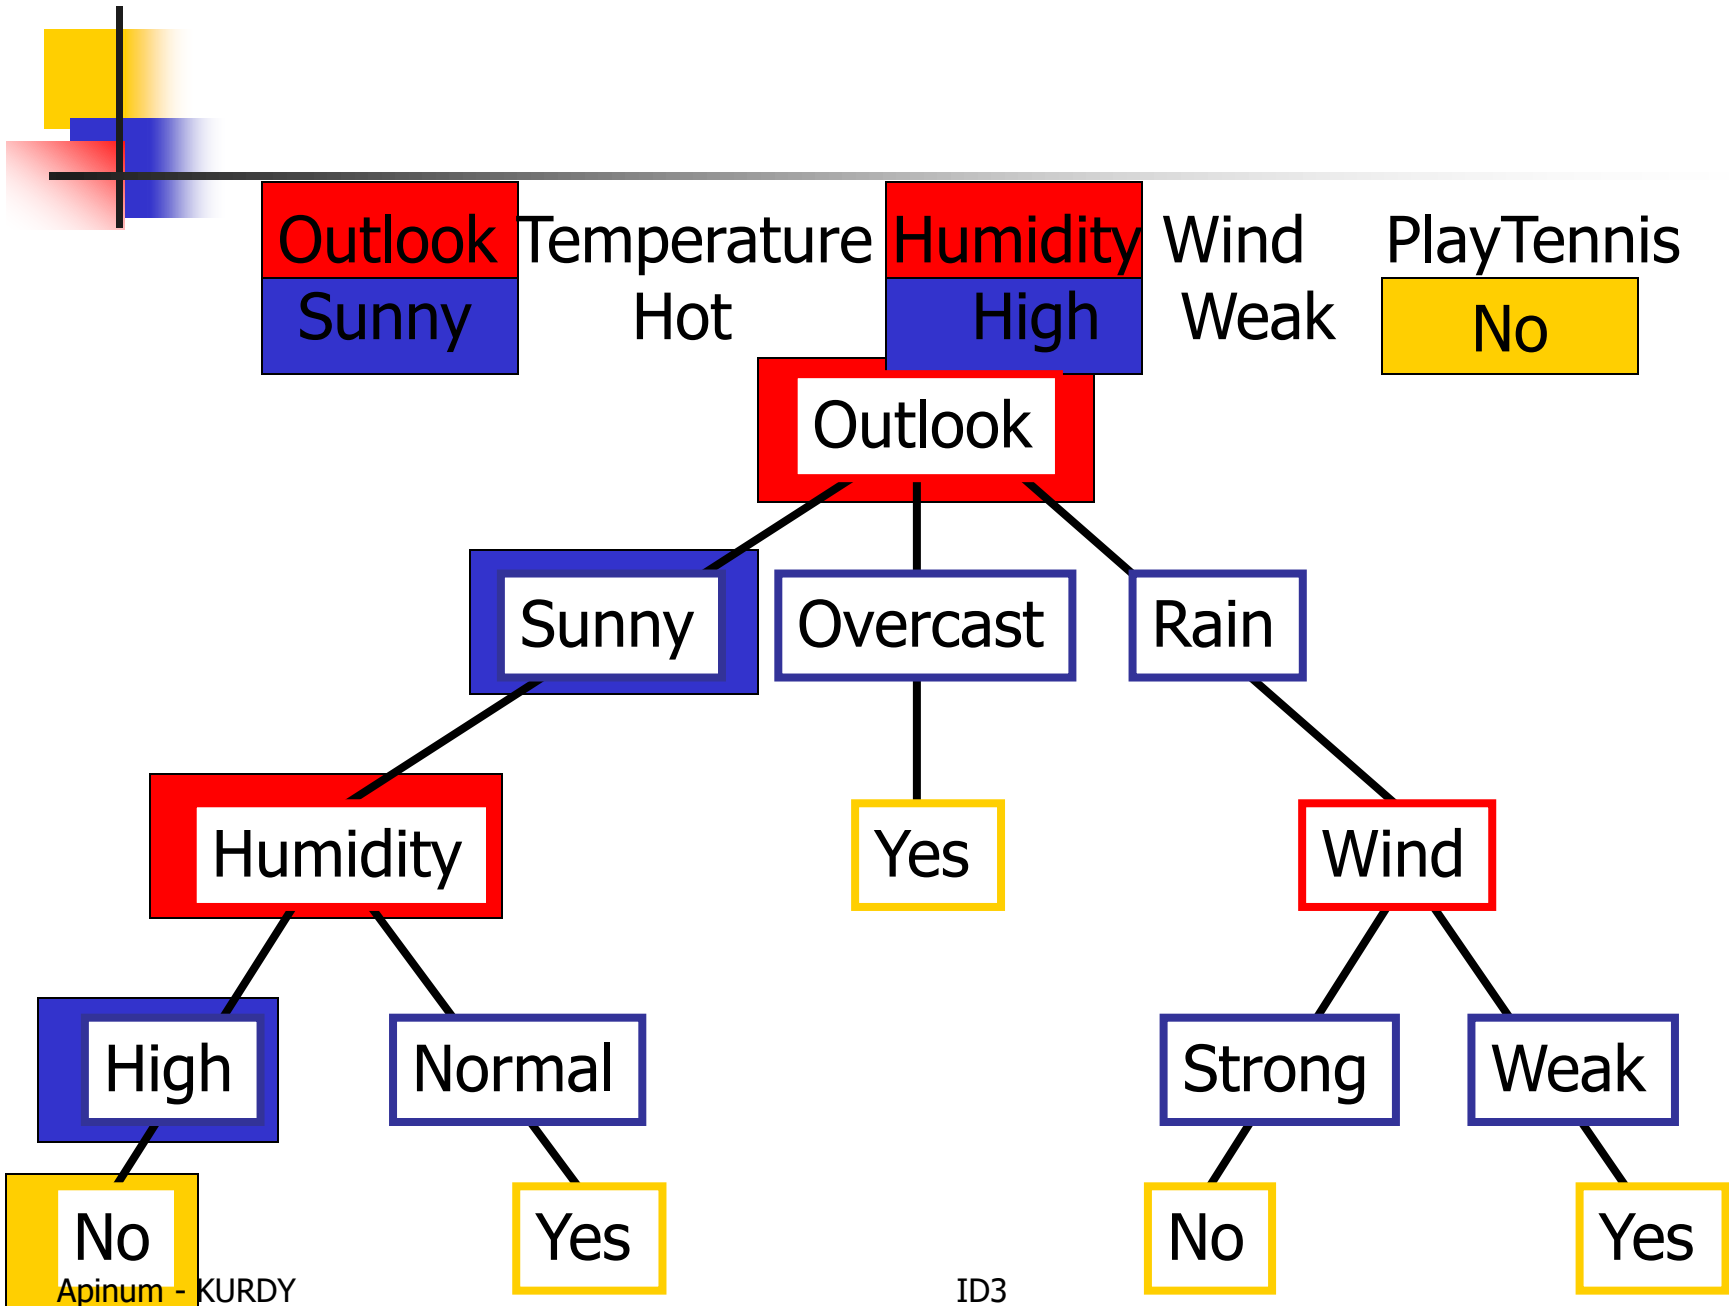 Outlook Temperature Humidity Wind PlayTennis
Sunny Hot High Weak No
Outlook
Sunny Overcast Rain
Humidity Yes Wind
High Normal Strong Weak
No Yes No Yes
Apinum - KURDY ID3